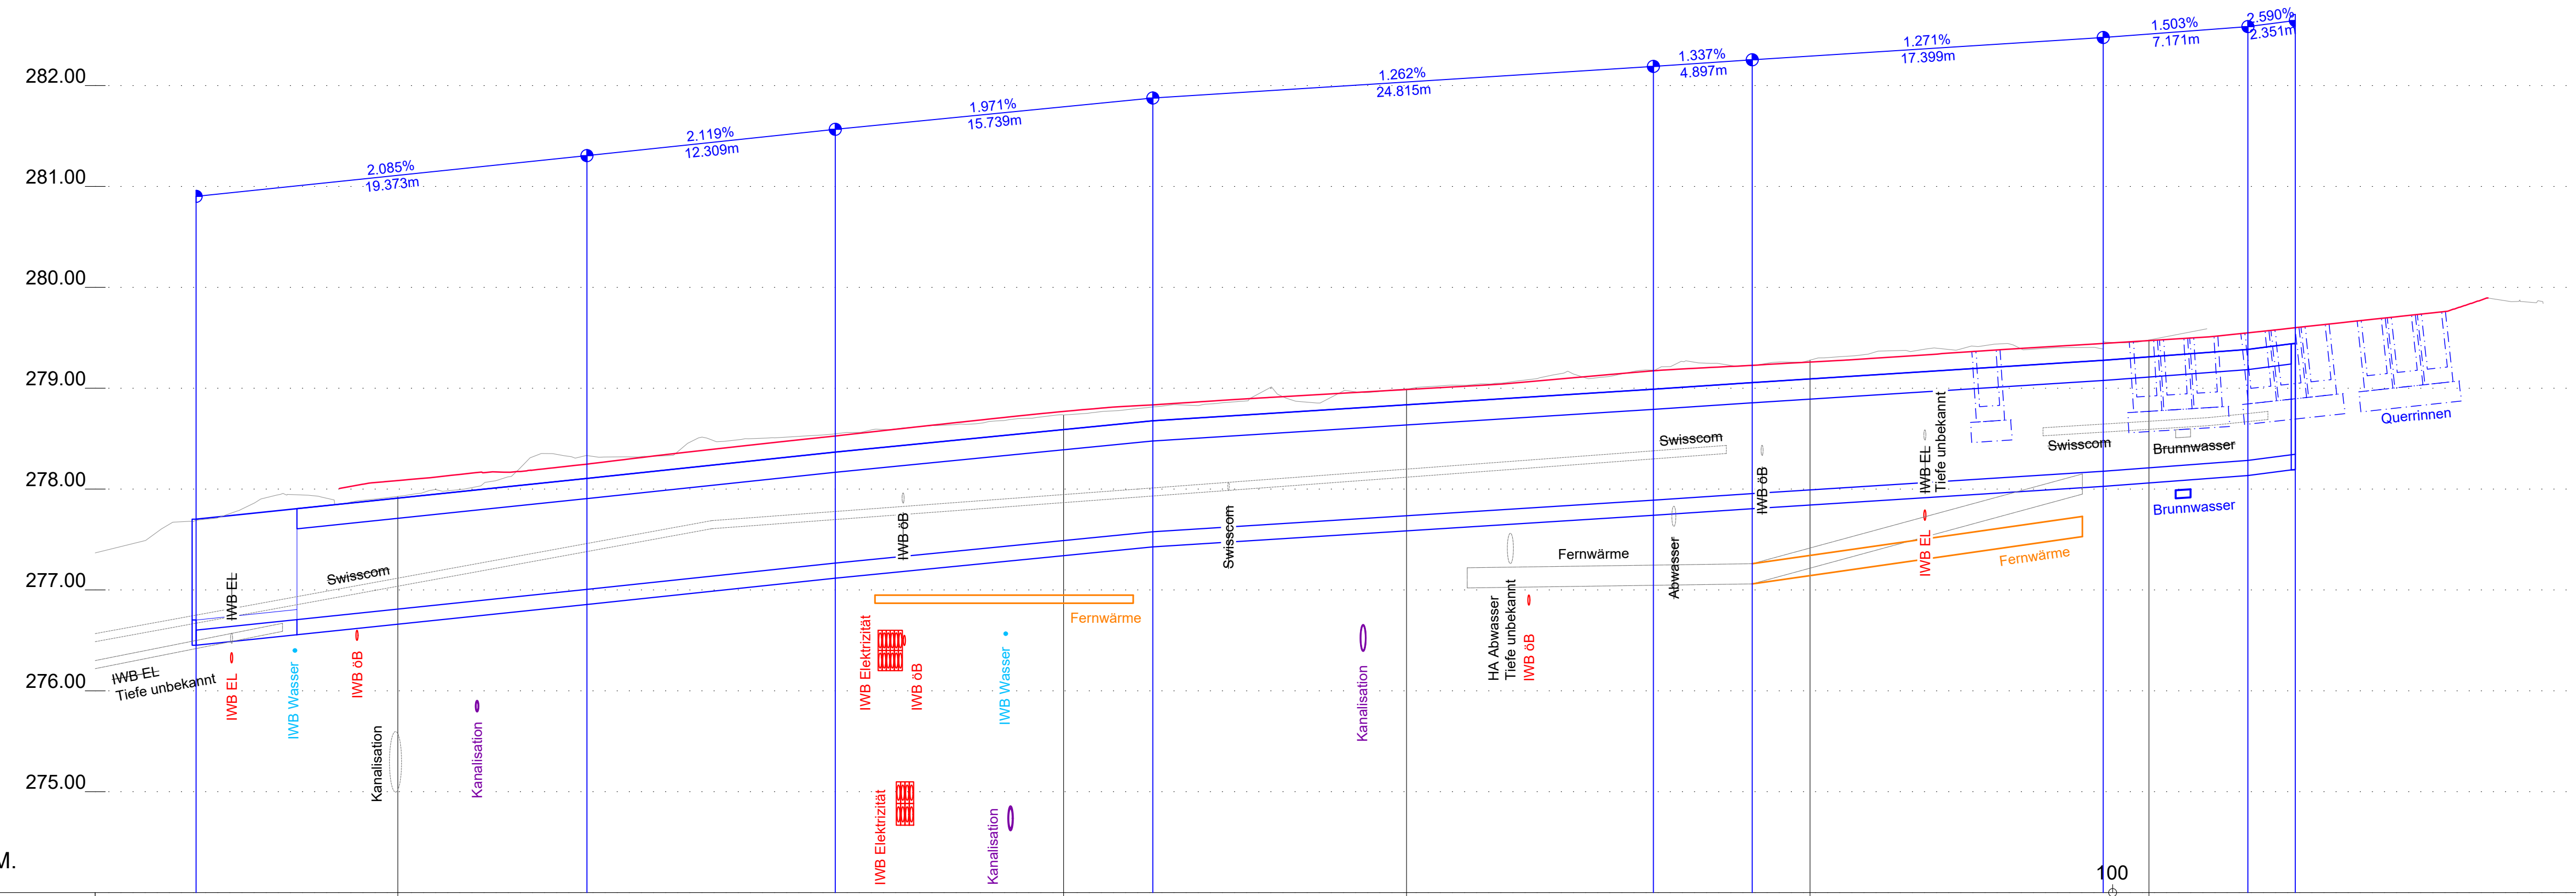 2.590%
2.351m
1.503%
7.171m
1.271%
17.399m
1.337%
4.897m
1.262%
24.815m
1.971%
15.739m
2.119%
12.309m
2.085%
19.373m
282.00
281.00
280.00
279.00
278.00
277.00
276.00
275.00
Swisscom
IWB EL
IWB EL
Tiefe unbekannt
IWB EL
IWB Wasser
IWB öB
Kanalisation
Kanalisation
IWB öB
IWB Elektrizität
IWB öB
IWB Wasser
Fernwärme
IWB Elektrizität
Kanalisation
Swisscom
Kanalisation
HA Abwasser
Tiefe unbekannt
IWB öB
Fernwärme
Abwasser
Swisscom
IWB öB
IWB EL
Tiefe unbekannt
IWB EL
Fernwärme
Swisscom
Brunnwasser
Brunnwasser
Querrinnen
M.
100